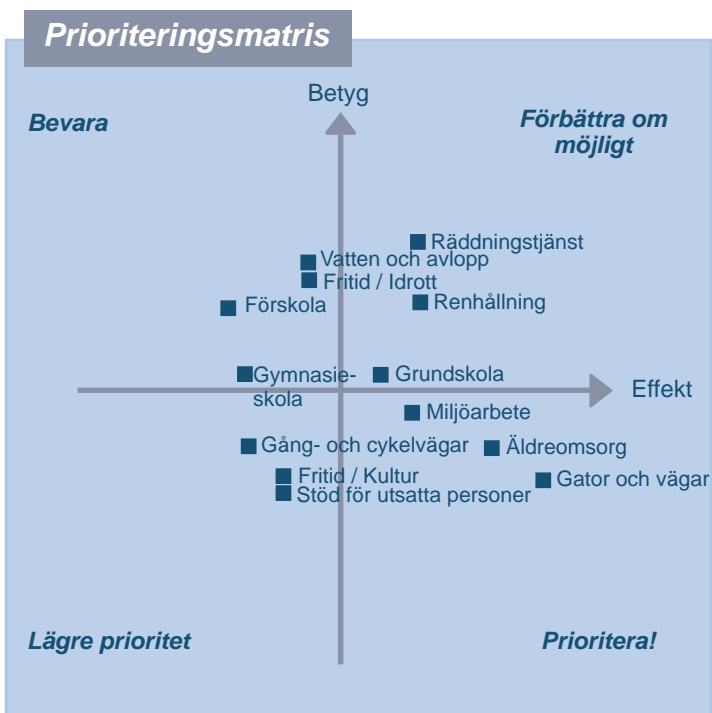 Prioriteringsmatris
Betyg
Bevara
Förbättra om
möjligt
Räddningstjänst
Vatten och avlopp
Fritid / Idrott
Förskola
Renhållning
Gymnasie-
skola
Grundskola
Effekt
Miljöarbete
Gång- och cykelvägar
Äldreomsorg
Fritid / Kultur
Gator och vägar
Stöd för utsatta personer
Lägre prioritet
Prioritera!